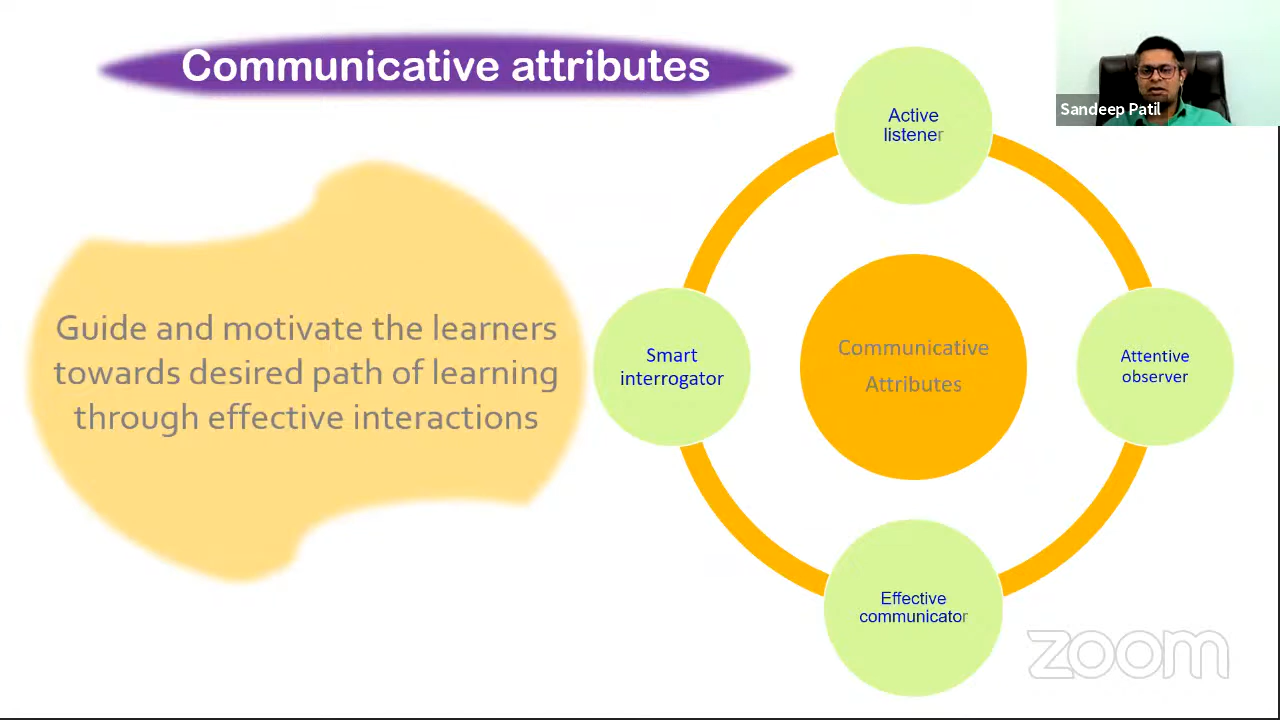 Communicative attributes
Sandeep Patil
Active
listener
Guide and motivate the learners
towards desired path of learning
through effective interactions
Smart
interrogator
Communicative
Attributes
Attentive
observer
Effective
communicator
zoom